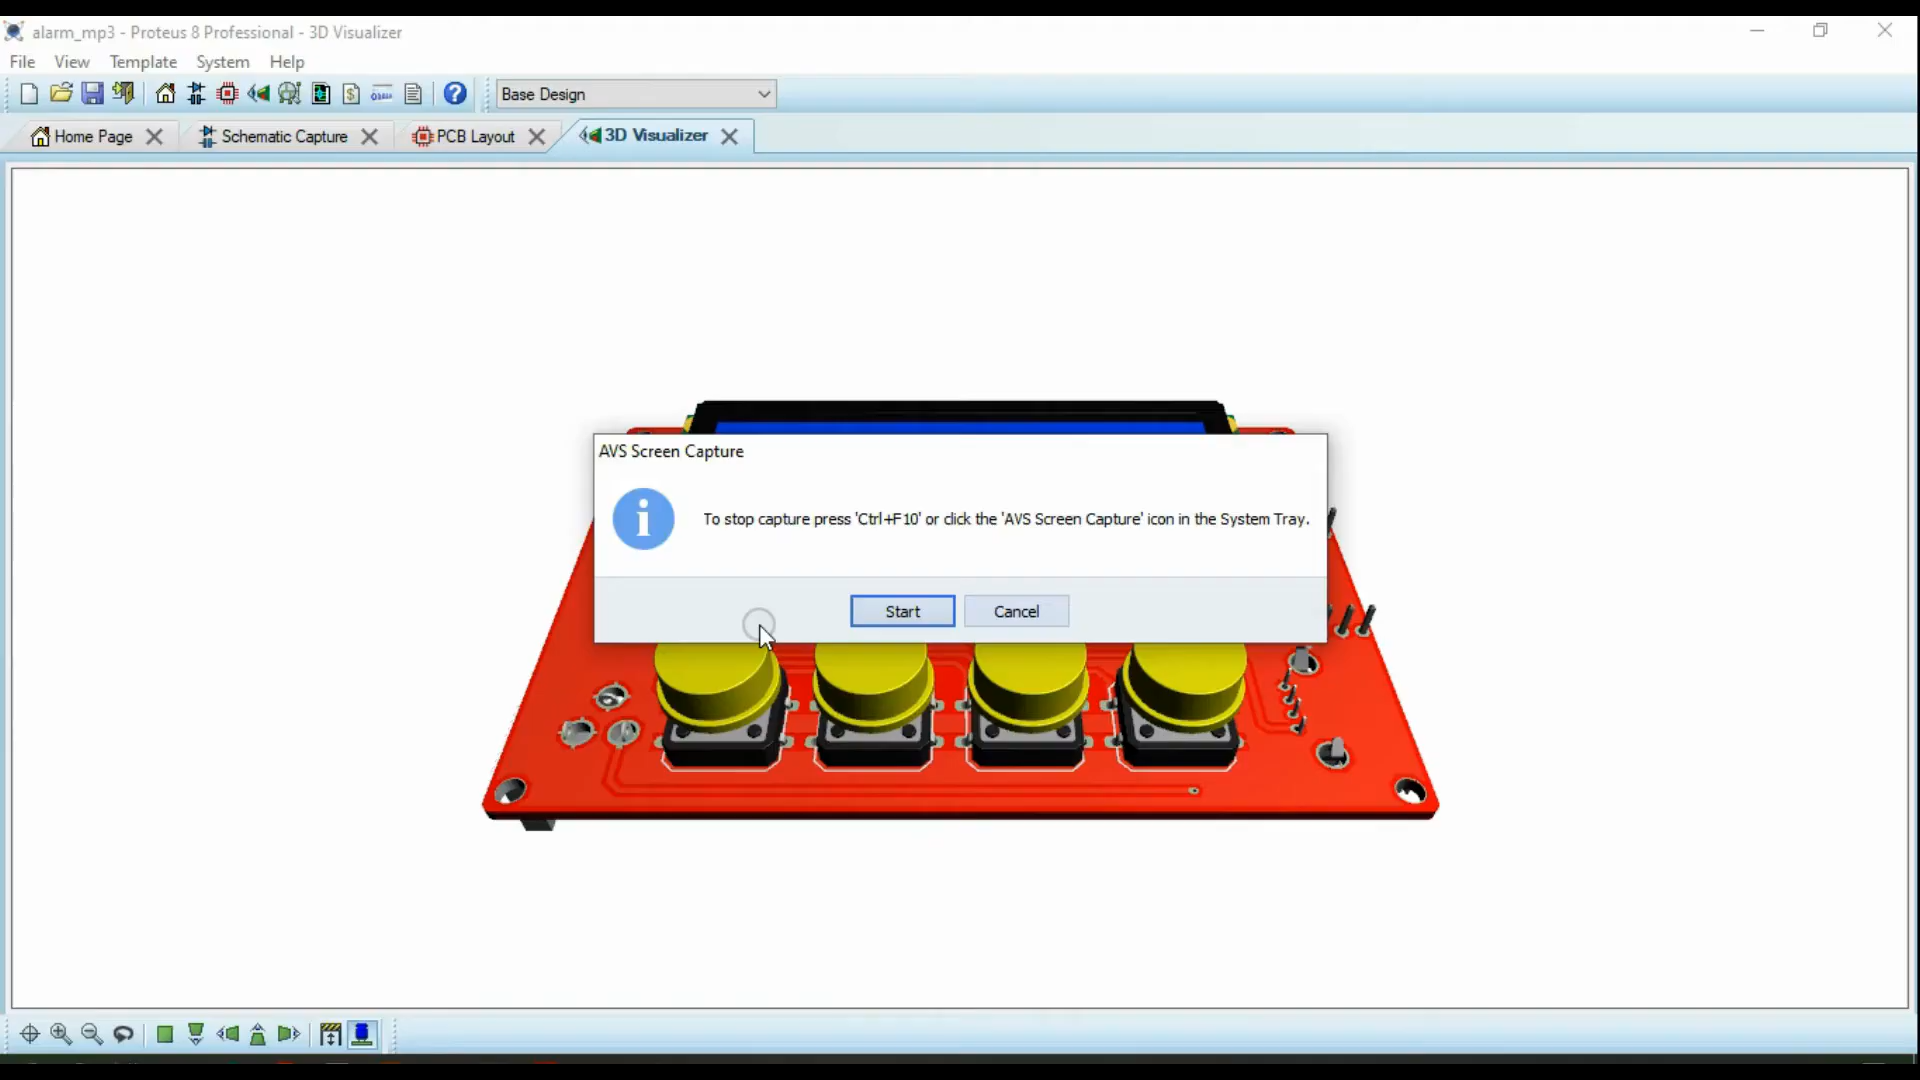 alarm_mp3 - Proteus 8 Professional - 3D Visualizer
File View Template System Help
Base Design
Home Page Schematic Capture PCB Layout 3D Visualizer
AVS Screen Capture
To stop capture press 'Ctrl+F10' or click the 'AVS Screen Capture' icon in the System Tray.
Start Cancel